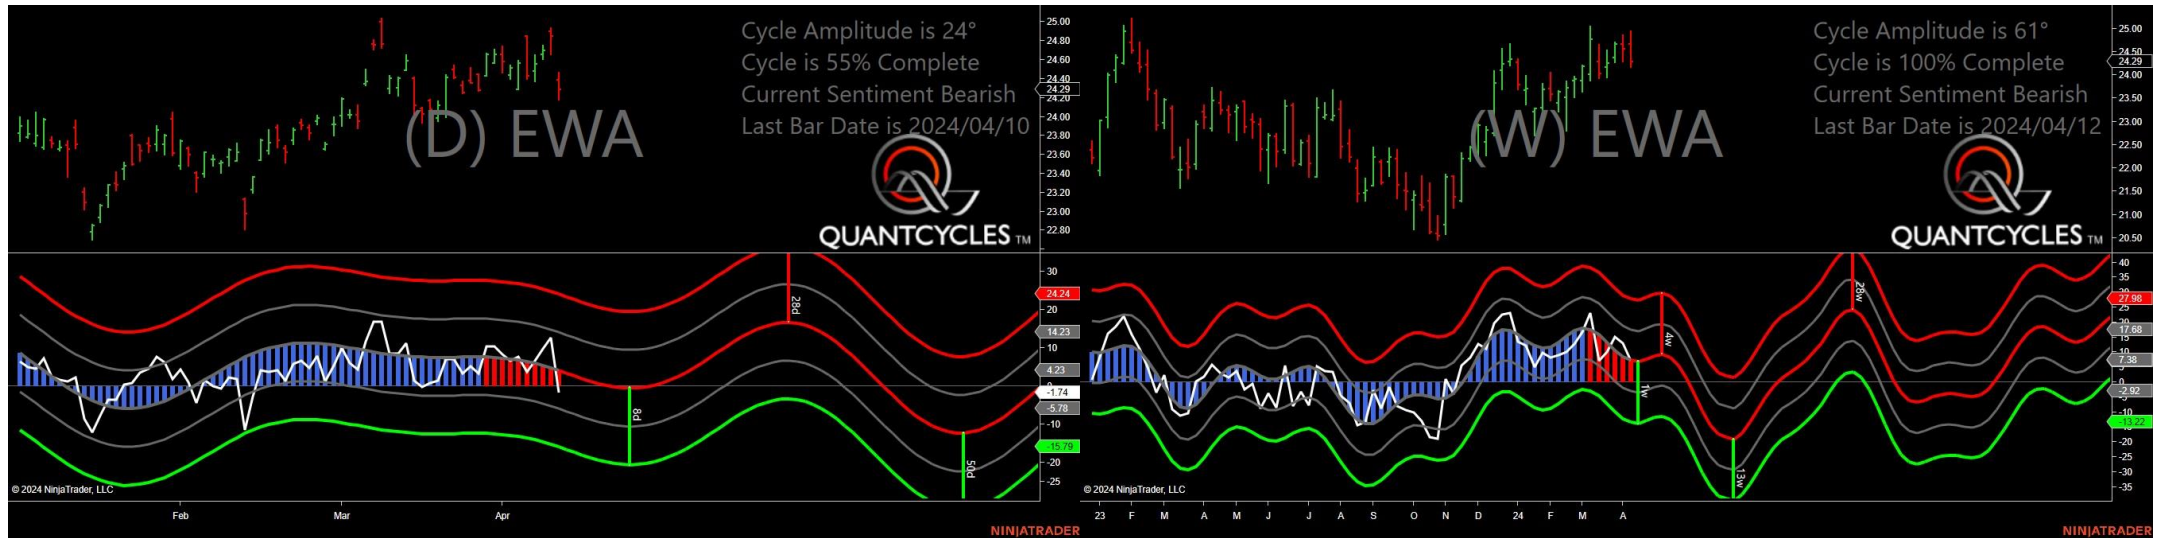 Cycle Amplitude is 24°
Cycle is 55% Complete
Current Sentiment Bearish
Last Bar Date is 2024/04/10
(D) EWA
QUANTCYCLES TM
25.00
24.80
24.60
24.40
24.29
24.20
24.00
23.80
23.60
23.40
23.20
23.00
22.80
30
24.24
20
14.23
10
4.23
-1.74
-5.78
-10
-15.79
-20
-25
28d
8d
50d
© 2024 NinjaTrader, LLC
Feb Mar Apr
NINJATRADER
Cycle Amplitude is 61°
Cycle is 100% Complete
Current Sentiment Bearish
Last Bar Date is 2024/04/12
(W) EWA
QUANTCYCLES TM
25.00
24.50
24.29
24.00
23.50
23.00
22.50
22.00
21.50
21.00
20.50
40
35
27.98
25
17.68
15
7.38
5
0
-2.92
-10
-13.22
-20
-25
-30
-35
4w
1w
13w
28w
© 2024 NinjaTrader, LLC
23 F M A M J J A S O N D 24 F M A
NINJATRADER